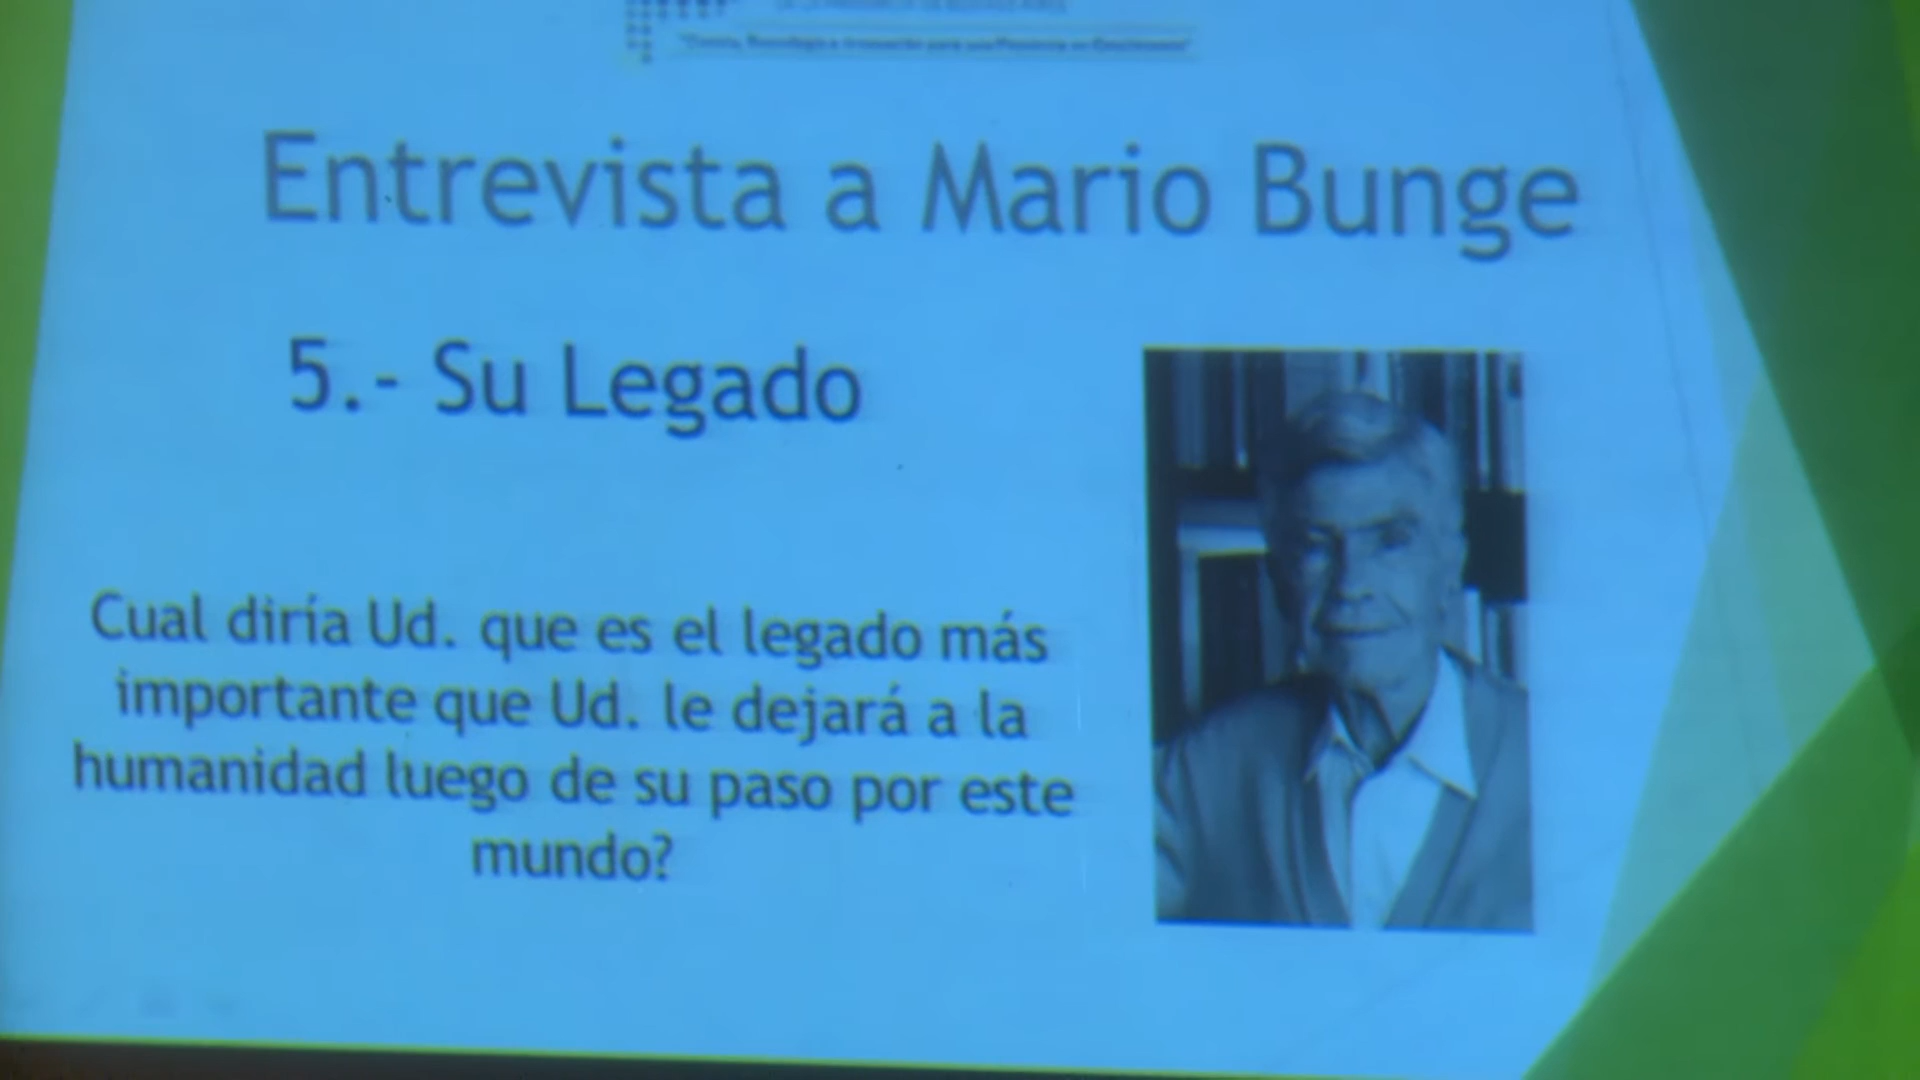 Entrevista a Mario Bunge
5.- Su Legado
Cual diría Ud. que es el legado más
importante que Ud. le dejará a la
humanidad luego de su paso por este
mundo?